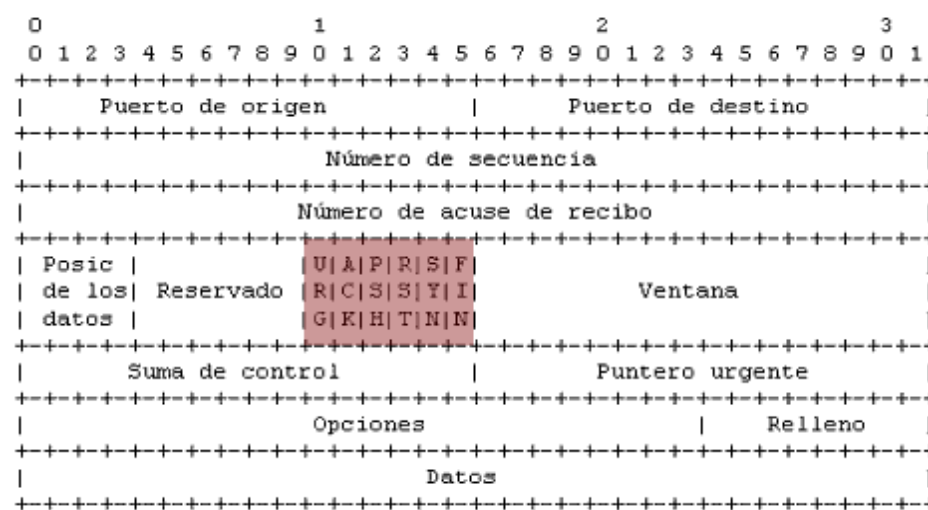 0 1 2 3
0 1 2 3 4 5 6 7 8 9 0 1 2 3 4 5 6 7 8 9 0 1 2 3 4 5 6 7 8 9 0 1
+-+-+-+-+-+-+-+-+-+-+-+-+-+-+-+-+-+-+-+-+-+-+-+-+-+-+-+-+-+-+-+-
| Puerto de origen | Puerto de destino |
+-+-+-+-+-+-+-+-+-+-+-+-+-+-+-+-+-+-+-+-+-+-+-+-+-+-+-+-+-+-+-+-
| Número de secuencia |
+-+-+-+-+-+-+-+-+-+-+-+-+-+-+-+-+-+-+-+-+-+-+-+-+-+-+-+-+-+-+-+-
| Número de acuse de recibo |
+-+-+-+-+-+-+-+-+-+-+-+-+-+-+-+-+-+-+-+-+-+-+-+-+-+-+-+-+-+-+-+-
| Posic | |U|A|P|R|S|F| |
| de los| Reservado |R|C|S|S|Y|I| Ventana |
| datos | |G|K|H|T|N|N| |
+-+-+-+-+-+-+-+-+-+-+-+-+-+-+-+-+-+-+-+-+-+-+-+-+-+-+-+-+-+-+-+-
| Suma de control | Puntero urgente |
+-+-+-+-+-+-+-+-+-+-+-+-+-+-+-+-+-+-+-+-+-+-+-+-+-+-+-+-+-+-+-+-
| Opciones | Relleno |
+-+-+-+-+-+-+-+-+-+-+-+-+-+-+-+-+-+-+-+-+-+-+-+-+-+-+-+-+-+-+-+-
| Datos |
+-+-+-+-+-+-+-+-+-+-+-+-+-+-+-+-+-+-+-+-+-+-+-+-+-+-+-+-+-+-+-+-